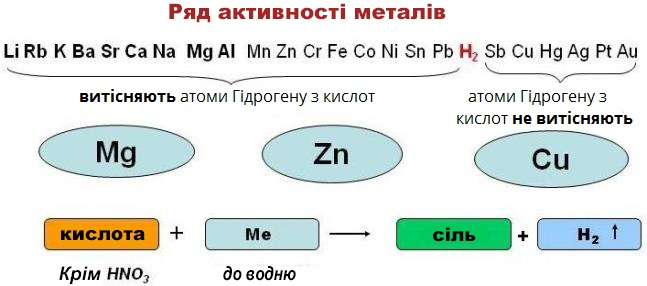 Ряд активності металів
Li Rb K Ba Sr Ca Na Mg Al Mn Zn Cr Fe Co Ni Sn Pb H₂ Sb Cu Hg Ag Pt Au
витісняють атоми Гідрогену з кислот
атоми Гідрогену з
кислот не витісняють
Mg Zn Cu
кислота + Me → сіль + H₂ ↑
Крім HNO₃ до водню